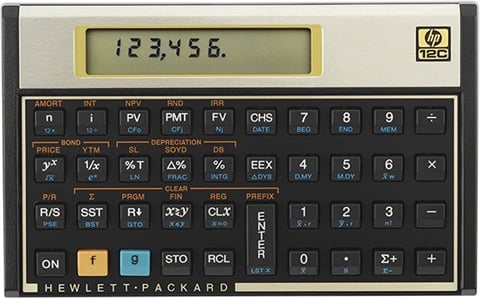 123,456.
hp
12C
AMORT INT NPV RND IRR
n i PV PMT FV CHS 7 8 9 ÷
12× 12÷ CFo CFj Nj DATE BEG END MEM
BOND DEPRECIATION
PRICE YTM SL SOYD DB
yˣ 1/x %T Δ% % EEX 4 5 6 ×
√x eˣ LN FRAC INTG ΔDYS D.MY M.DY x̄w
CLEAR
P/R Σ PRGM FIN REG PREFIX
R/S SST R↓ x≷y CLx ENTER 1 2 3 −
PSE BST GTO x≤y x=0 x̂,r ŷ,r n!
ON f g STO RCL 0 • Σ+ +
LST X x̄ s Σ−
HEWLETT·PACKARD